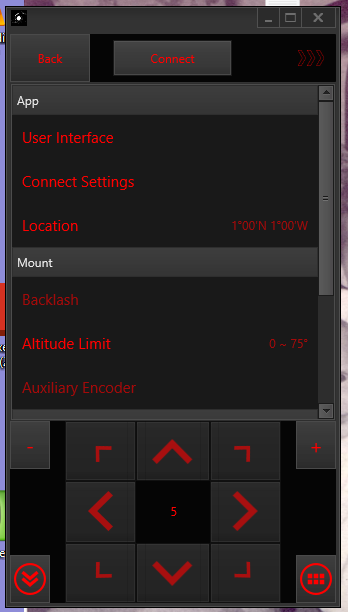 Back
Connect
App
User Interface
Connect Settings
Location
1°00'N 1°00'W
Mount
Backlash
Altitude Limit
0 ~ 75°
Auxiliary Encoder
-
+
5